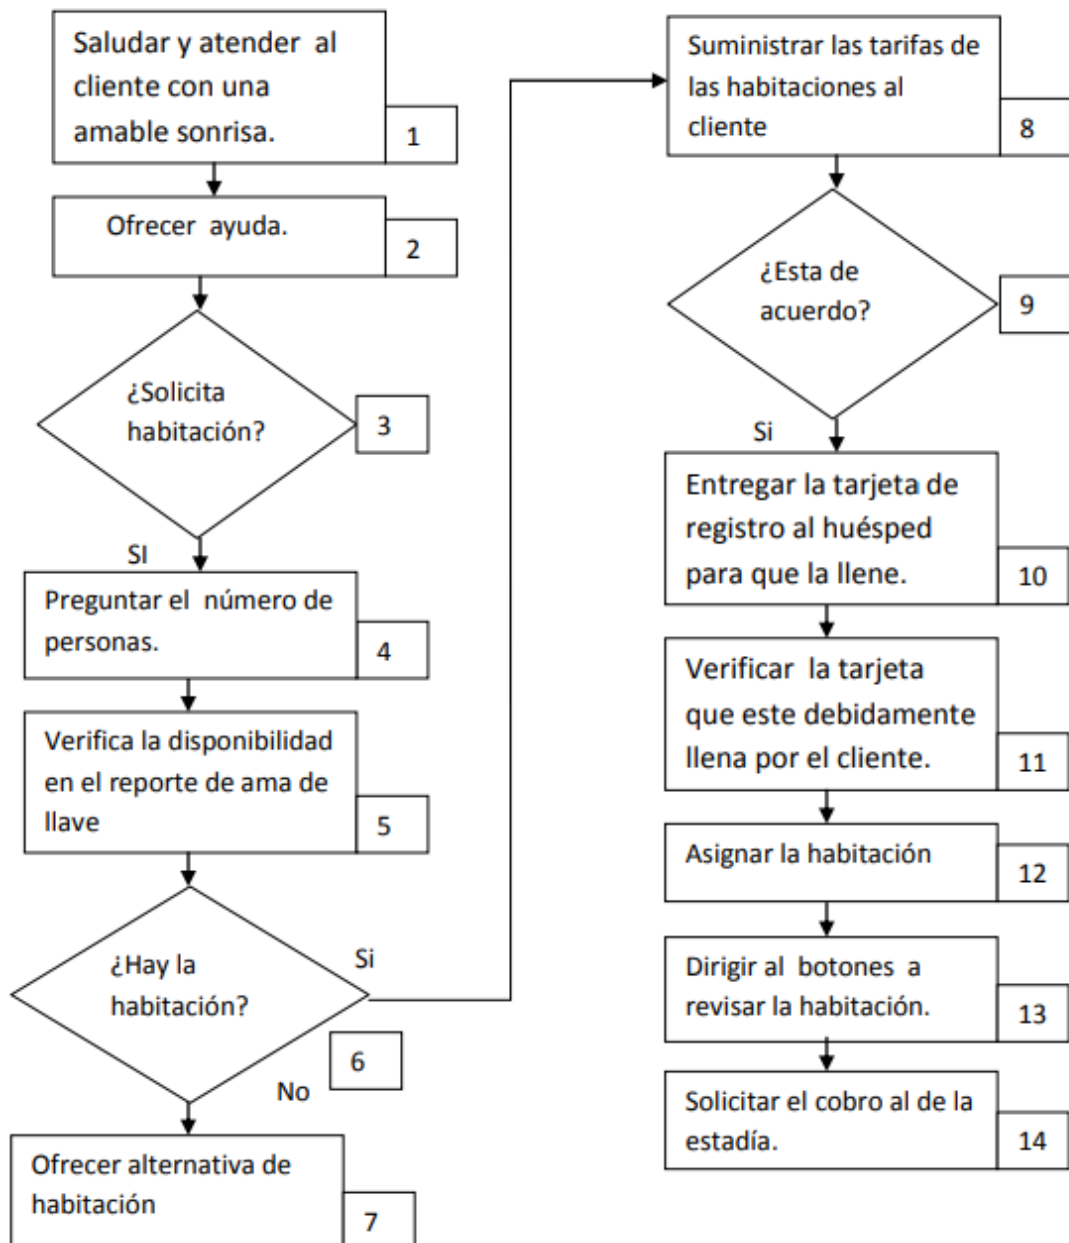 Saludar y atender al
cliente con una
amable sonrisa.
1
Ofrecer ayuda.
2
¿Solicita
habitación?
3
SI
Preguntar el número de
personas.
4
Verifica la disponibilidad
en el reporte de ama de
llave
5
¿Hay la
habitación?
Si
6
No
Ofrecer alternativa de
habitación
7
Suministrar las tarifas de
las habitaciones al
cliente
8
¿Esta de
acuerdo?
9
Si
Entregar la tarjeta de
registro al huésped
para que la llene.
10
Verificar la tarjeta
que este debidamente
llena por el cliente.
11
Asignar la habitación
12
Dirigir al botones a
revisar la habitación.
13
Solicitar el cobro al de la
estadía.
14